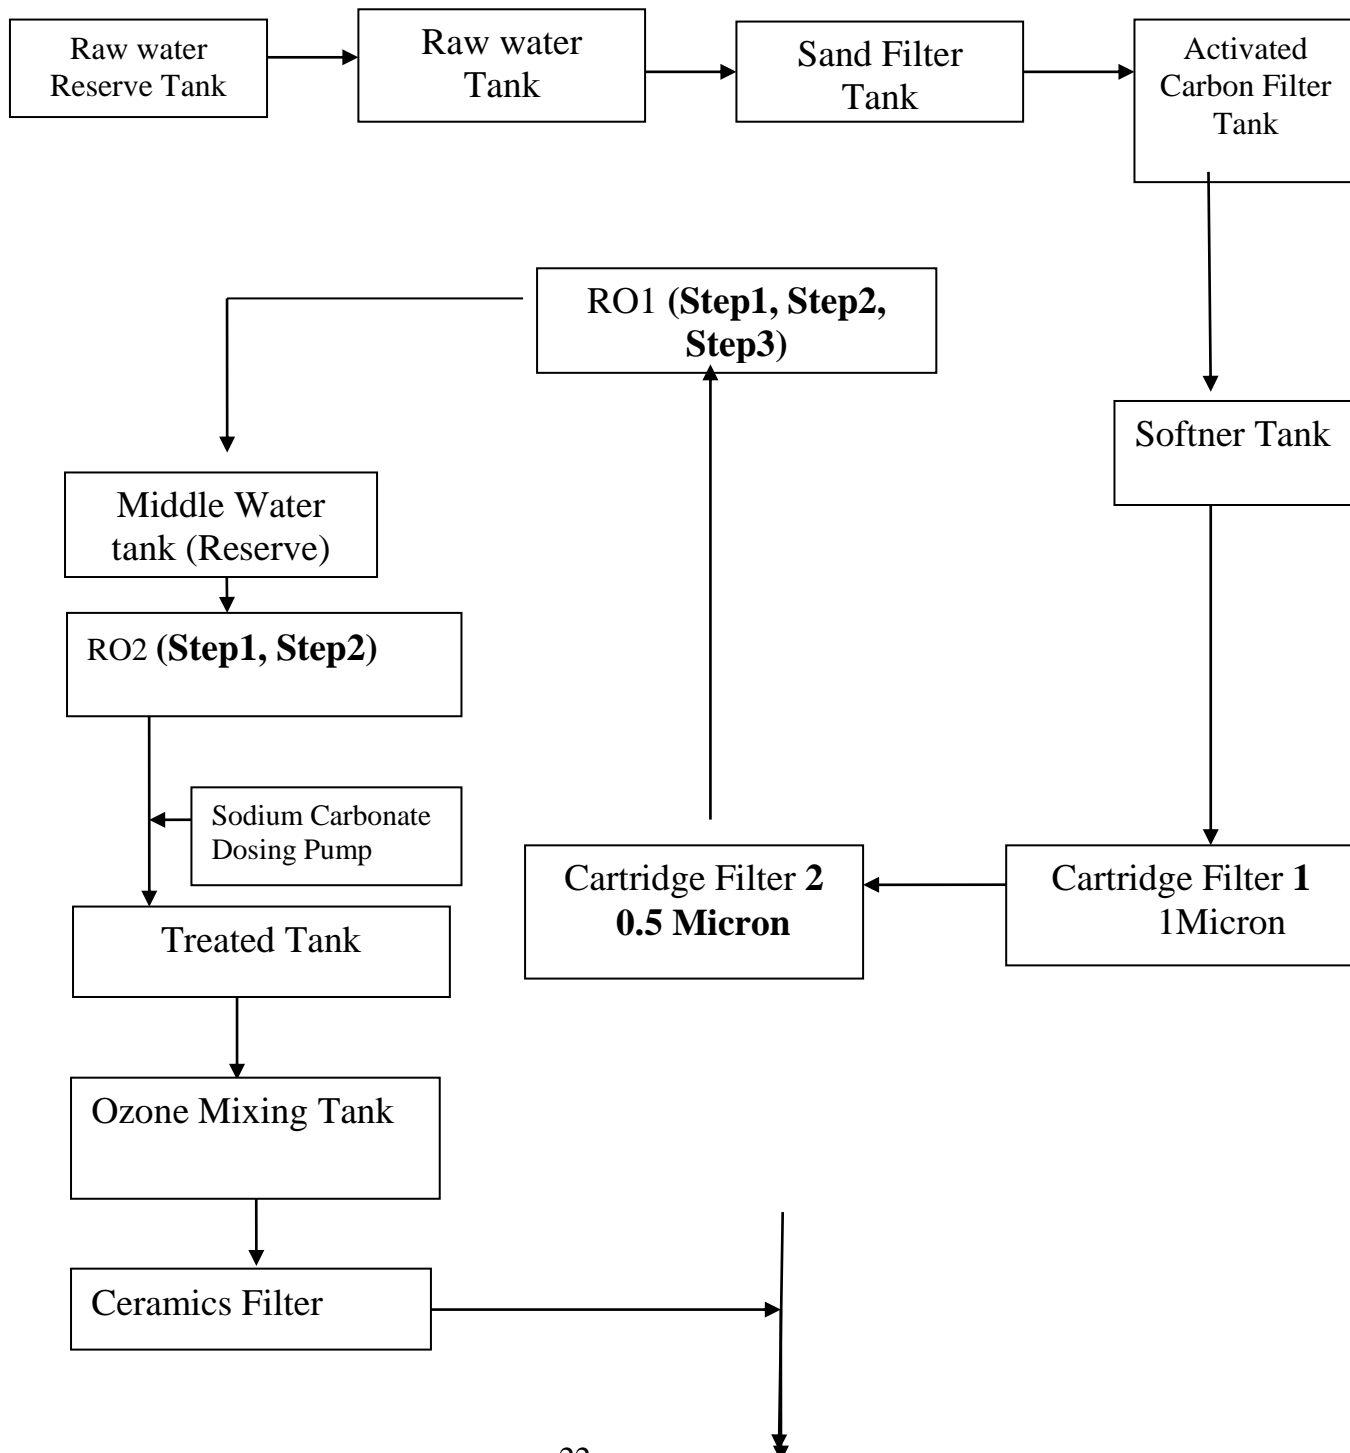 Raw water
Reserve Tank
Raw water
Tank
Sand Filter
Tank
Activated
Carbon Filter
Tank
RO1 (Step1, Step2,
Step3)
Softner Tank
Middle Water
tank (Reserve)
RO2 (Step1, Step2)
Sodium Carbonate
Dosing Pump
Cartridge Filter 2
0.5 Micron
Cartridge Filter 1
1Micron
Treated Tank
Ozone Mixing Tank
Ceramics Filter
22